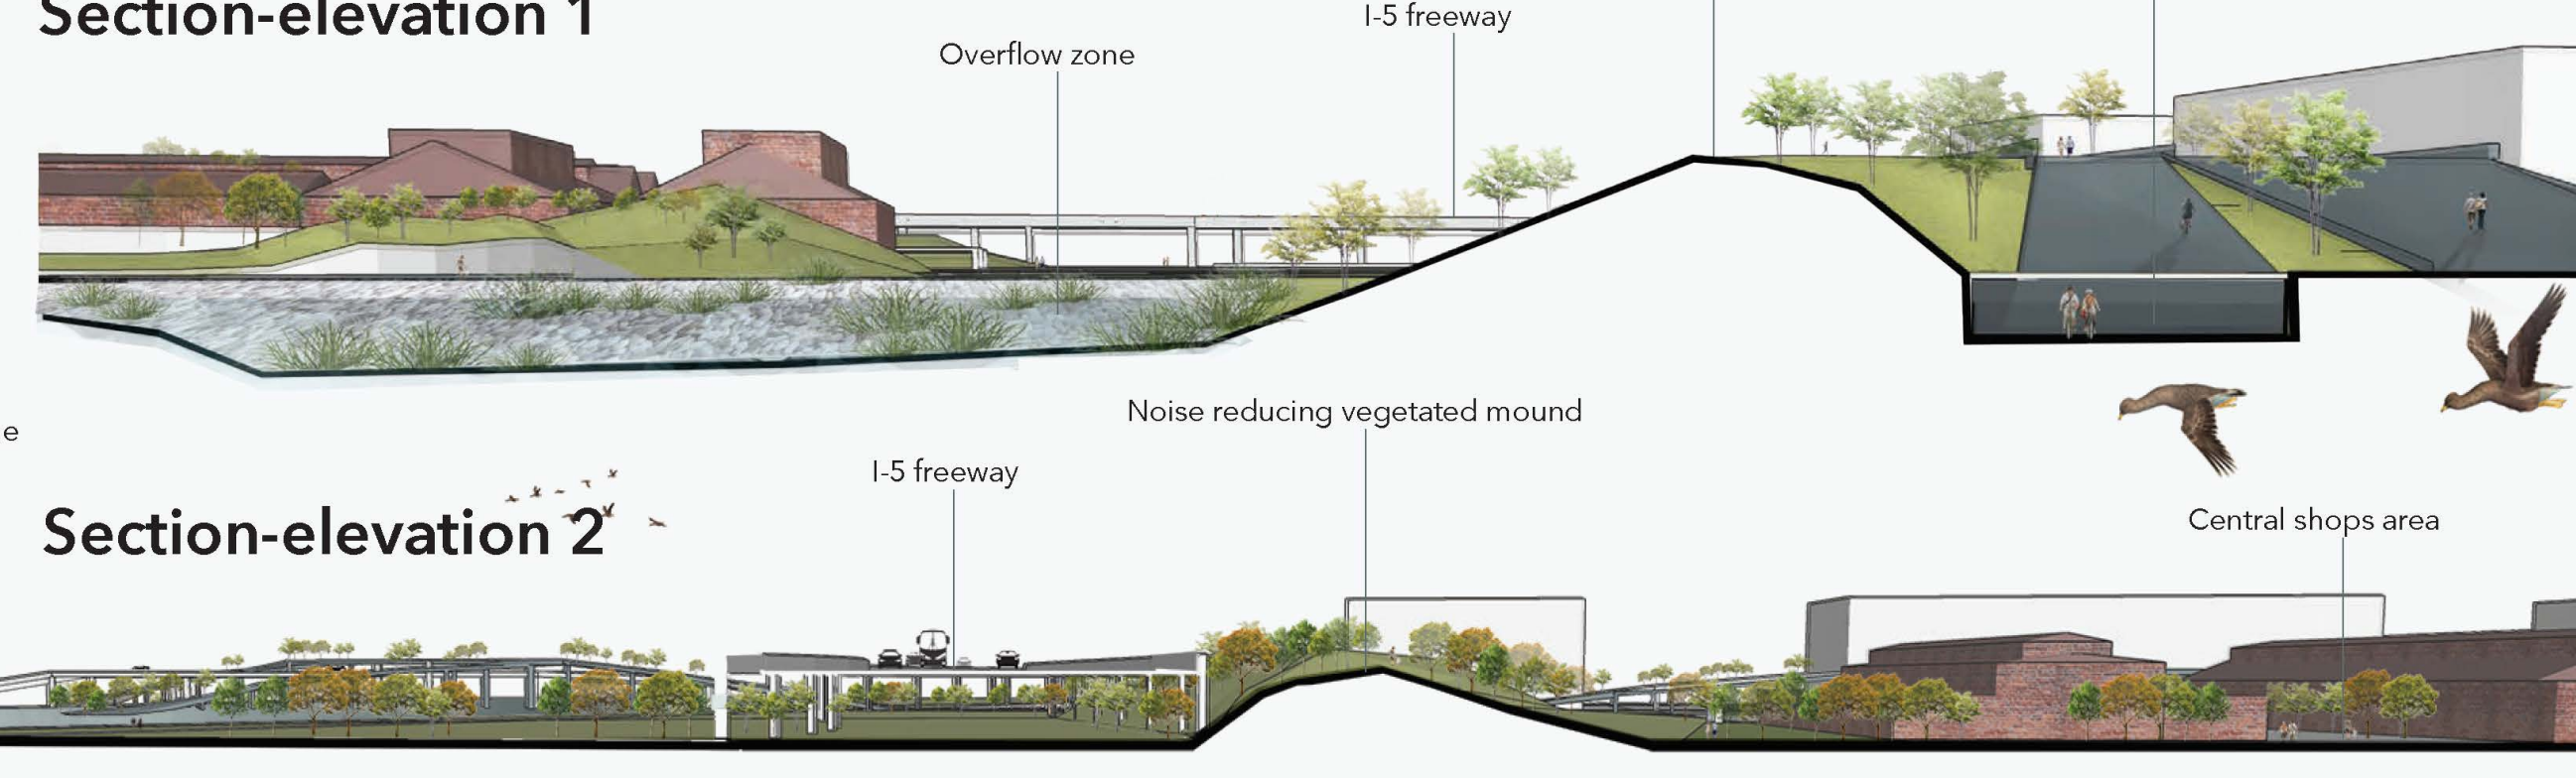 Section-elevation 1
I-5 freeway
Overflow zone
Noise reducing vegetated mound
e
I-5 freeway
Section-elevation 2
Central shops area